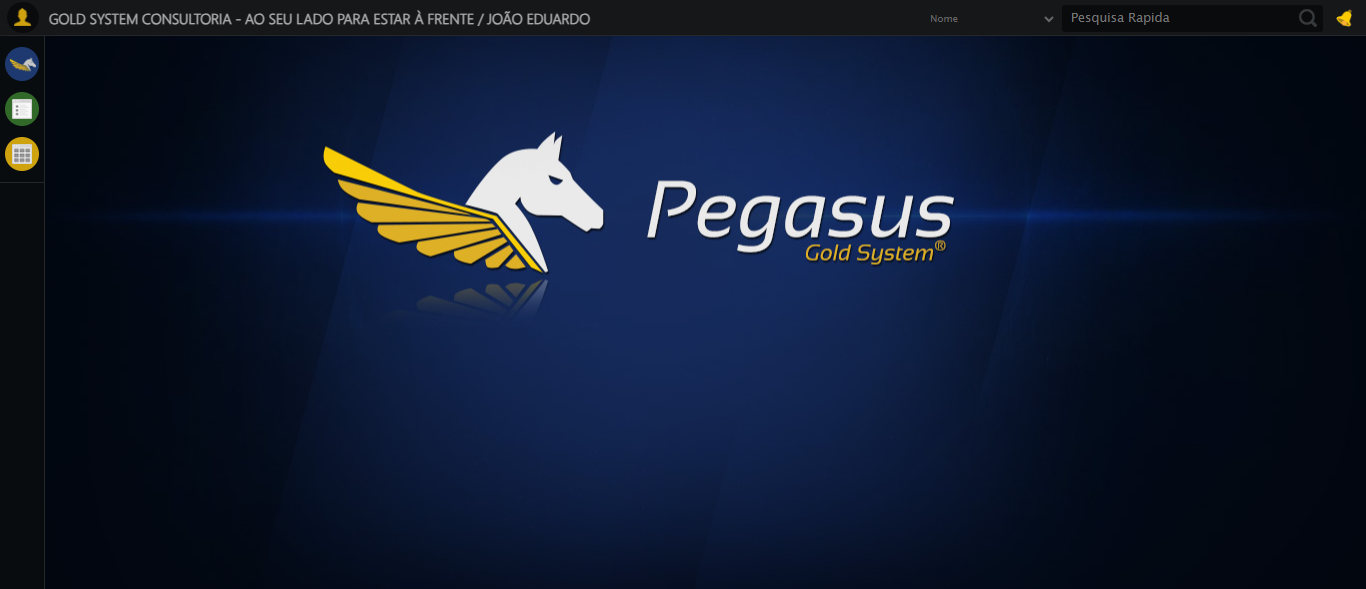 GOLD SYSTEM CONSULTORIA - AO SEU LADO PARA ESTAR À FRENTE / JOÃO EDUARDO
Nome
Pesquisa Rapida
Pegasus
Gold System®